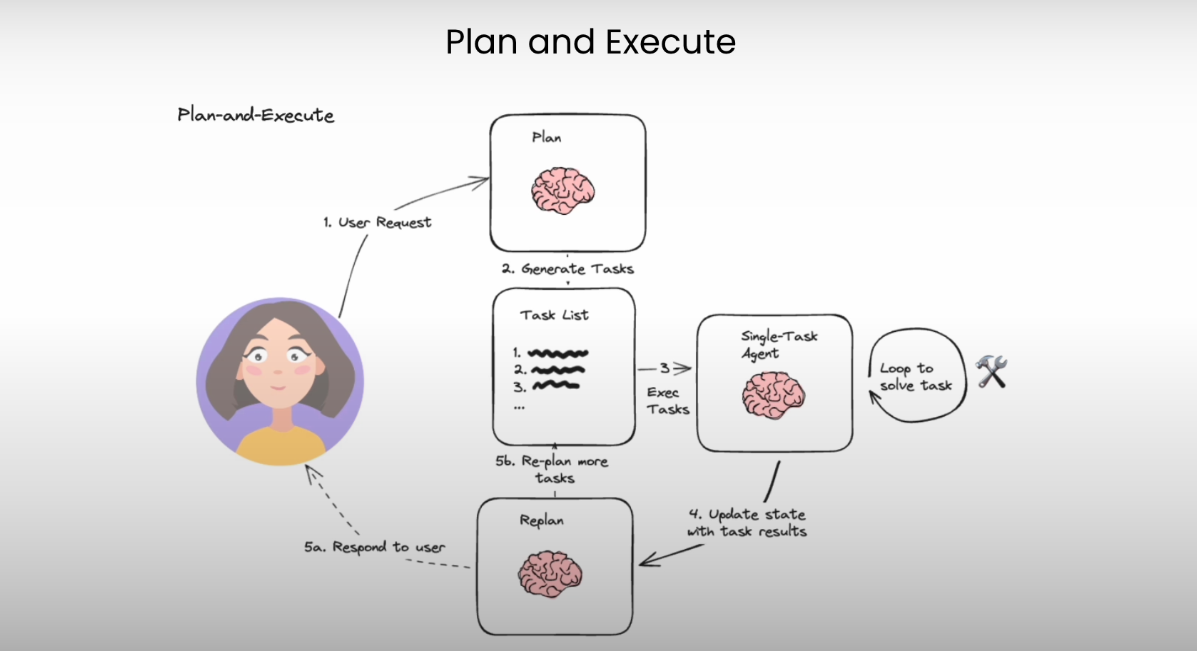 Plan and Execute
Plan-and-Execute
Plan
1. User Request
2. Generate Tasks
Task List
1.
2.
3.
...
3
Exec
Tasks
Single-Task
Agent
Loop to
solve task
4. Update state
with task results
5b. Re-plan more
tasks
Replan
5a. Respond to user